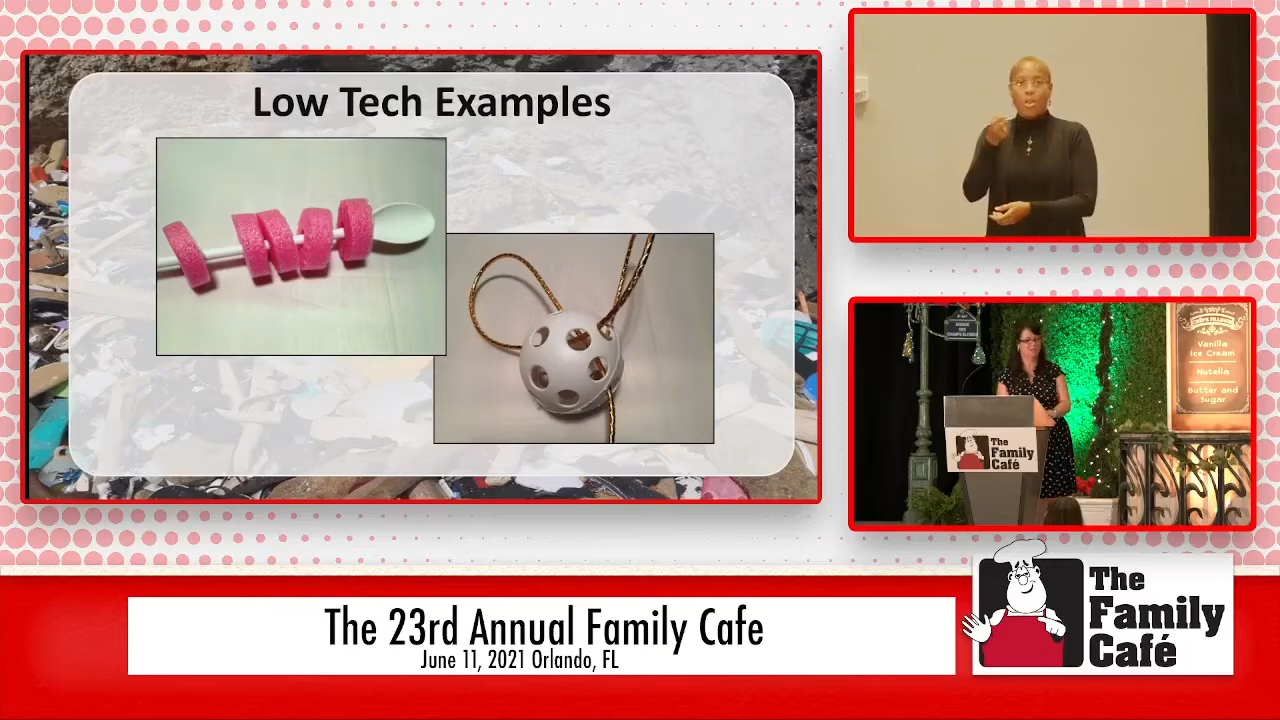 Low Tech Examples
Vanilla
Ice Cream
Nutella
Butter and
Sugar
The
Family
Café
The 23rd Annual Family Cafe
June 11, 2021 Orlando, FL
The
Family
Café